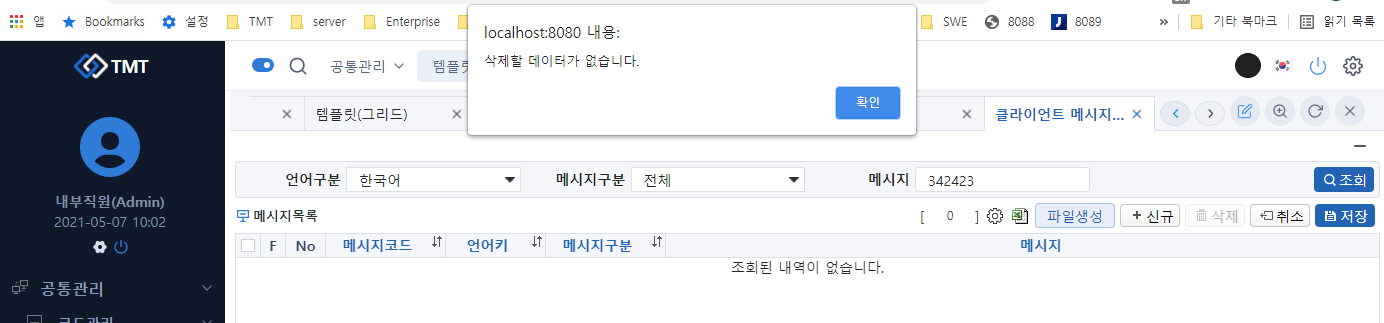 앱 Bookmarks 설정 TMT server Enterprise SWE 8088 8089 » 기타 북마크 읽기 목록
localhost:8080 내용:
삭제할 데이터가 없습니다.
확인
TMT
공통관리 템플릿
템플릿(그리드) 클라이언트 메시지...
내부직원(Admin)
2021-05-07 10:02
공통관리
언어구분 한국어 메시지구분 전체 메시지 342423 조회
메시지목록 [ 0 ] 파일생성 + 신규 삭제 취소 저장
F No 메시지코드 언어키 메시지구분 메시지
조회된 내역이 없습니다.